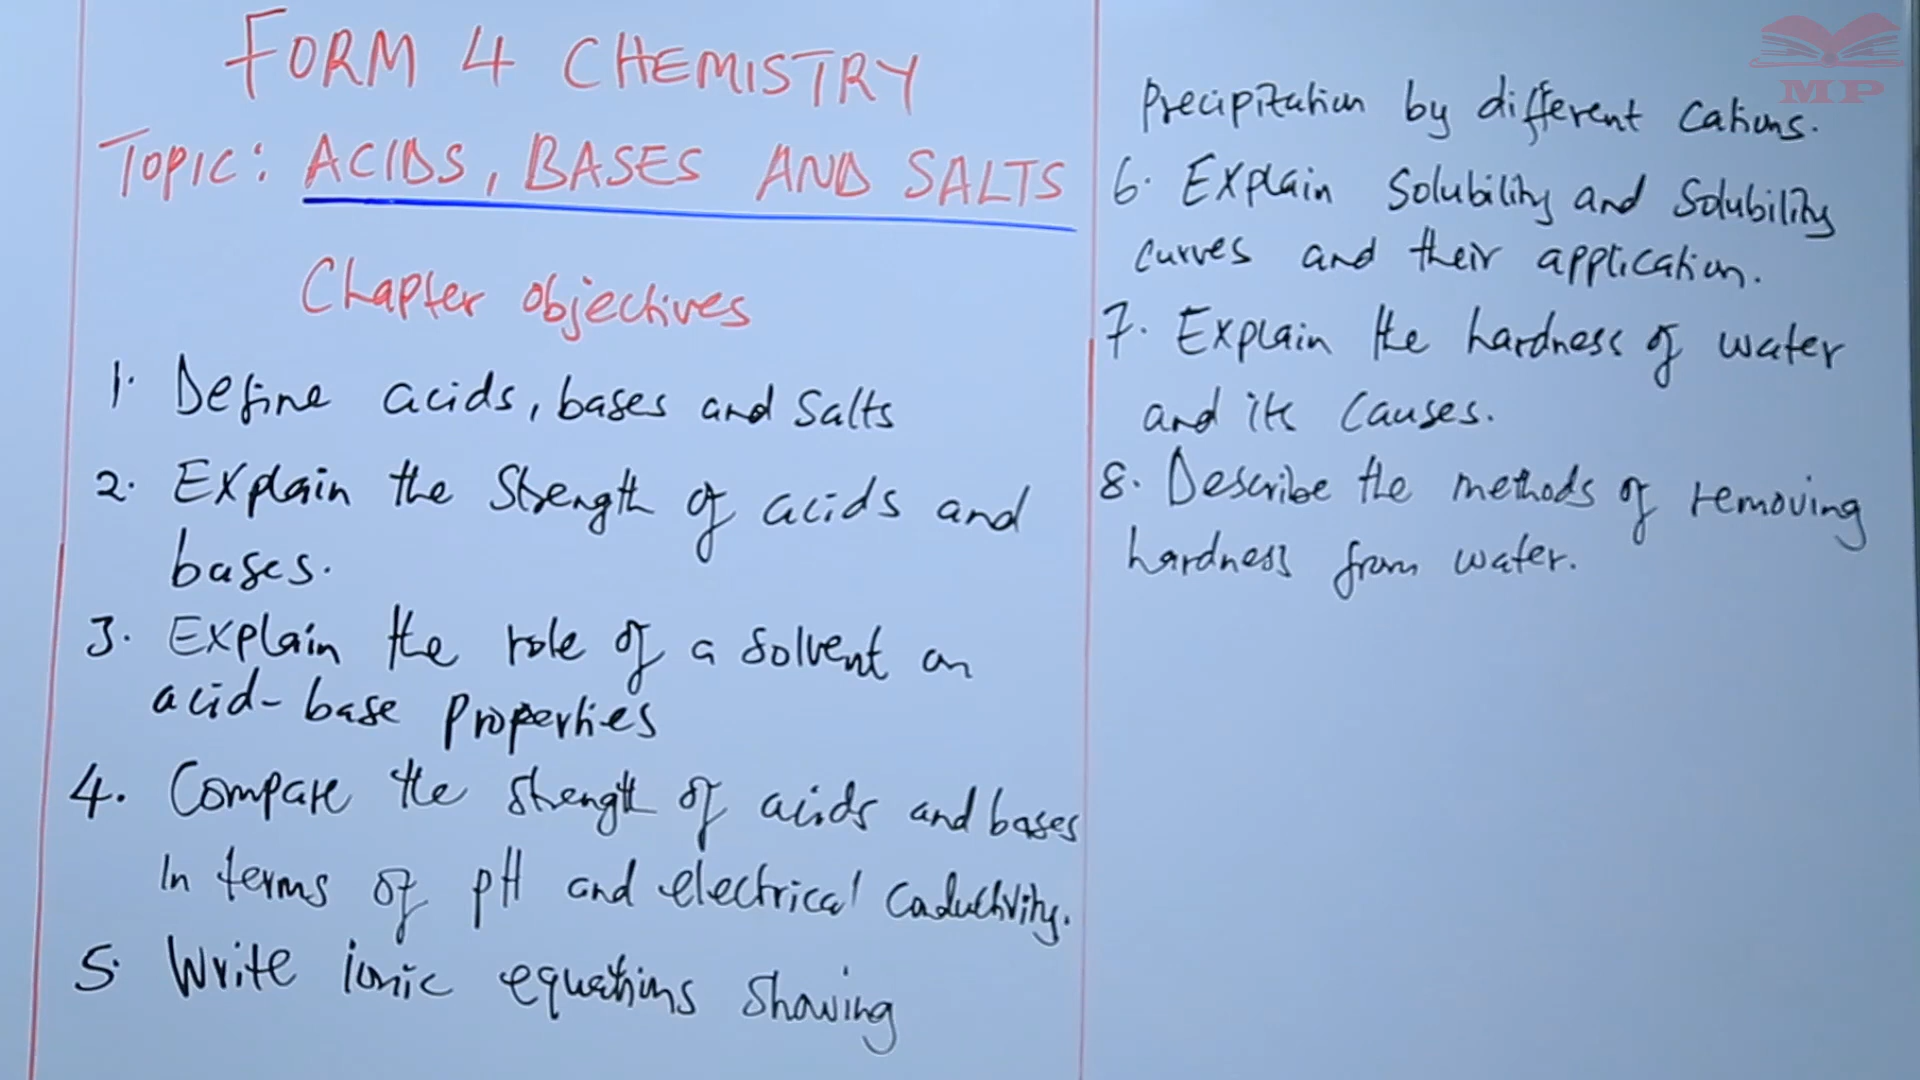 FORM 4 CHEMISTRY
TOPIC: ACIDS, BASES AND SALTS
Chapter objectives
1. Define acids, bases and salts
2. Explain the strength of acids and
bases.
3. Explain the role of a solvent on
acid-base properties
4. Compare the strength of acids and bases
In terms of pH and electrical conductivity.
5. Write ionic equations showing
precipitation by different cations.
6. Explain solubility and solubility
curves and their application.
7. Explain the hardness of water
and its causes.
8. Describe the methods of removing
hardness from water.
MP